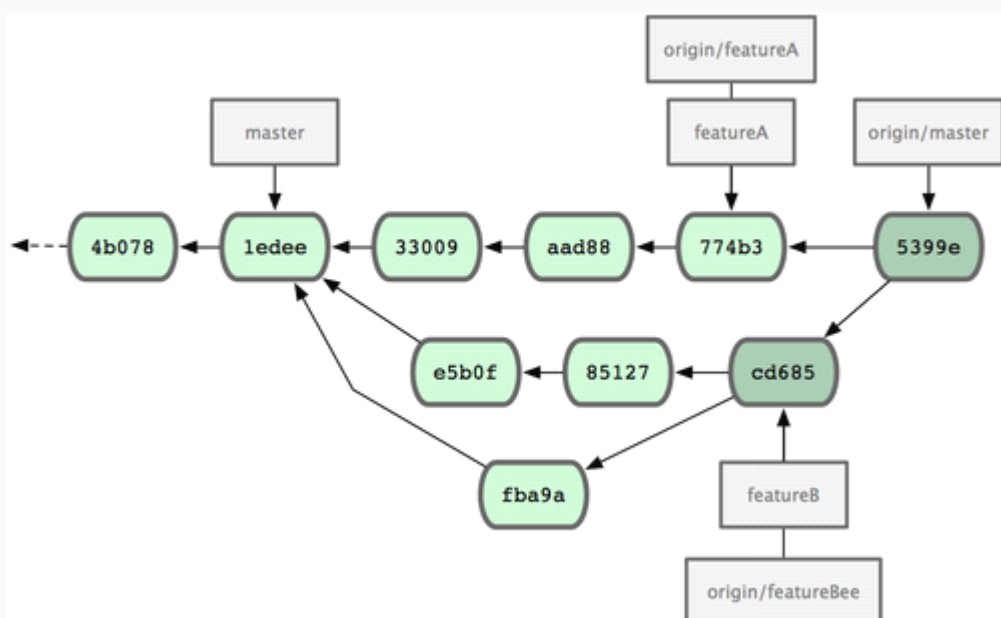 origin/featureA
master
featureA
origin/master
4b078
1edee
33009
aad88
774b3
5399e
e5b0f
85127
cd685
fba9a
featureB
origin/featureBee